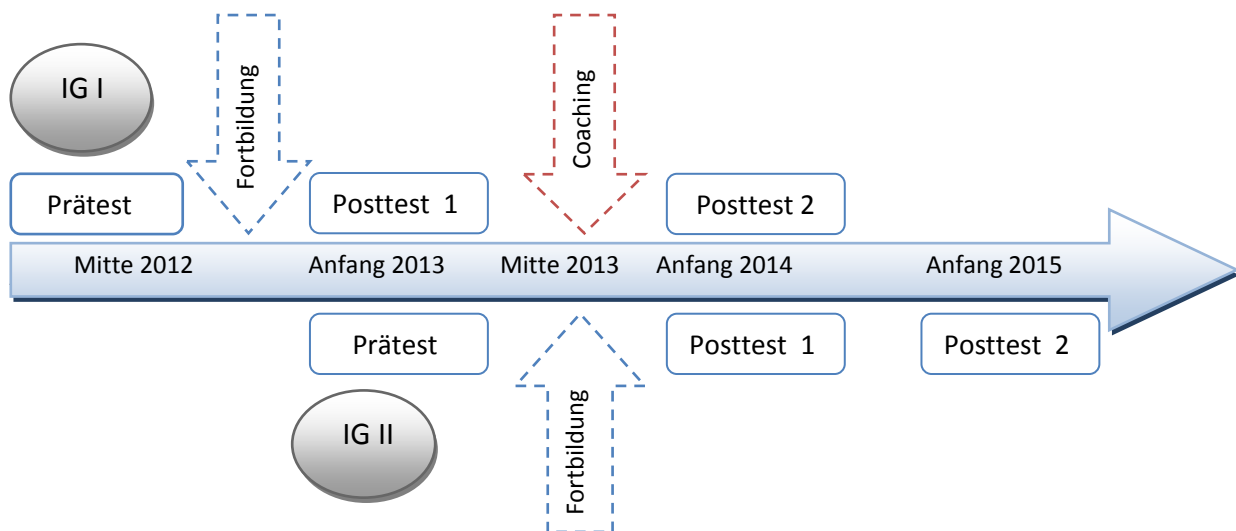 IG I
Fortbildung
Coaching
Prätest
Posttest 1
Posttest 2
Mitte 2012
Anfang 2013
Mitte 2013
Anfang 2014
Anfang 2015
Prätest
Posttest 1
Posttest 2
IG II
Fortbildung